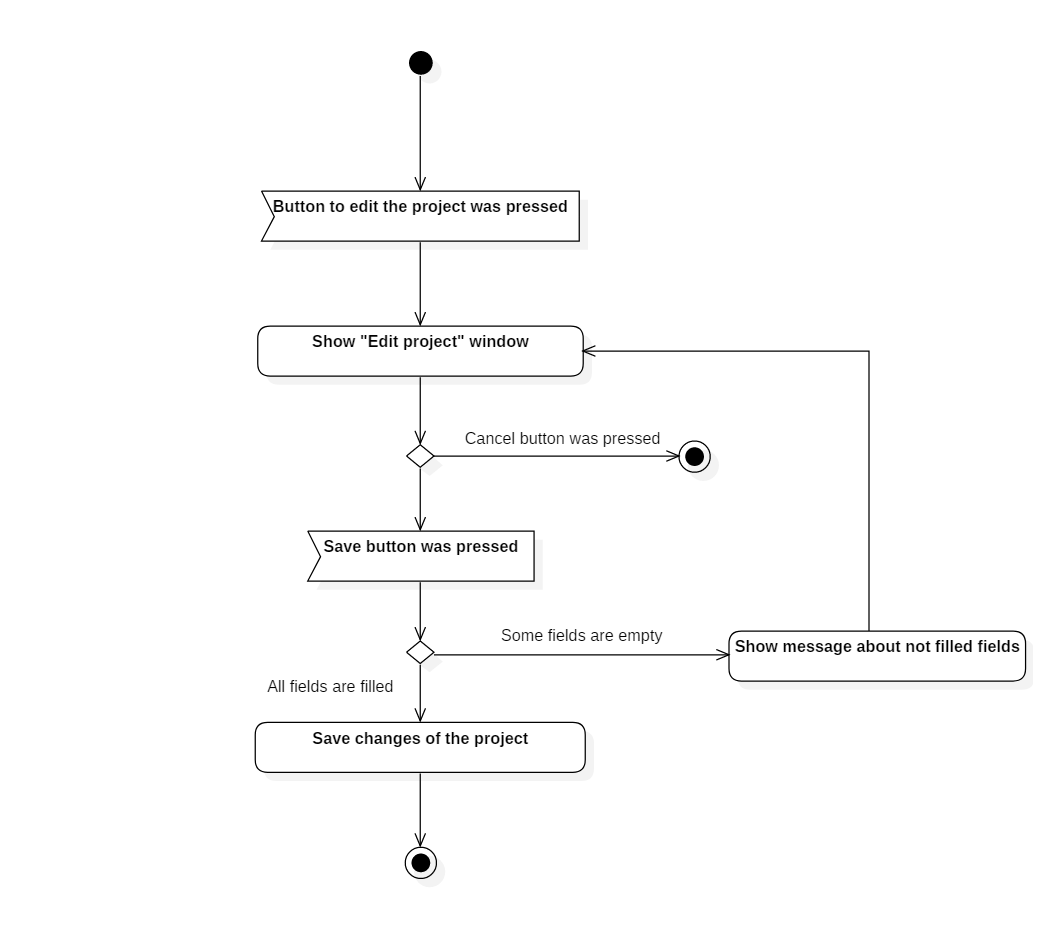 Button to edit the project was pressed
Show "Edit project" window
Cancel button was pressed
Save button was pressed
Some fields are empty
Show message about not filled fields
All fields are filled
Save changes of the project